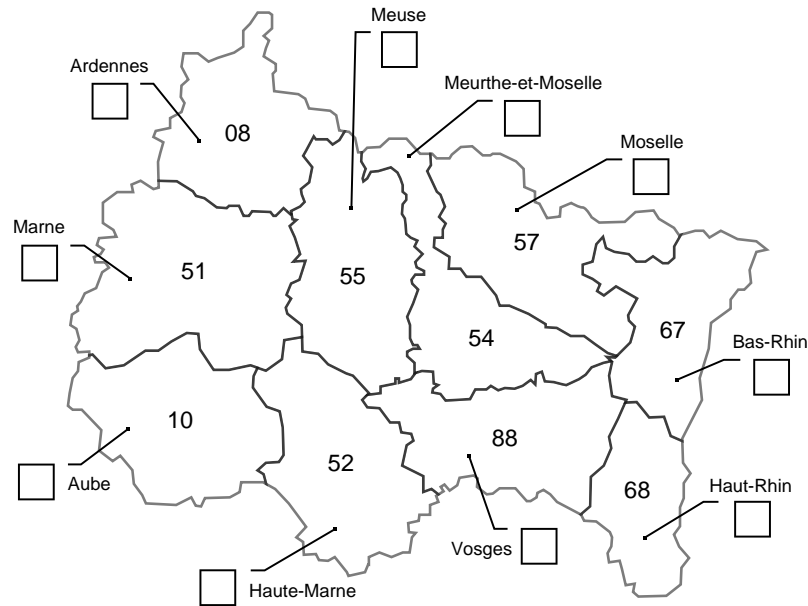 Meuse
Ardennes
Meurthe-et-Moselle
08
Moselle
Marne
57
51
55
67
54
Bas-Rhin
10
88
52
Aube
68
Haut-Rhin
Vosges
Haute-Marne